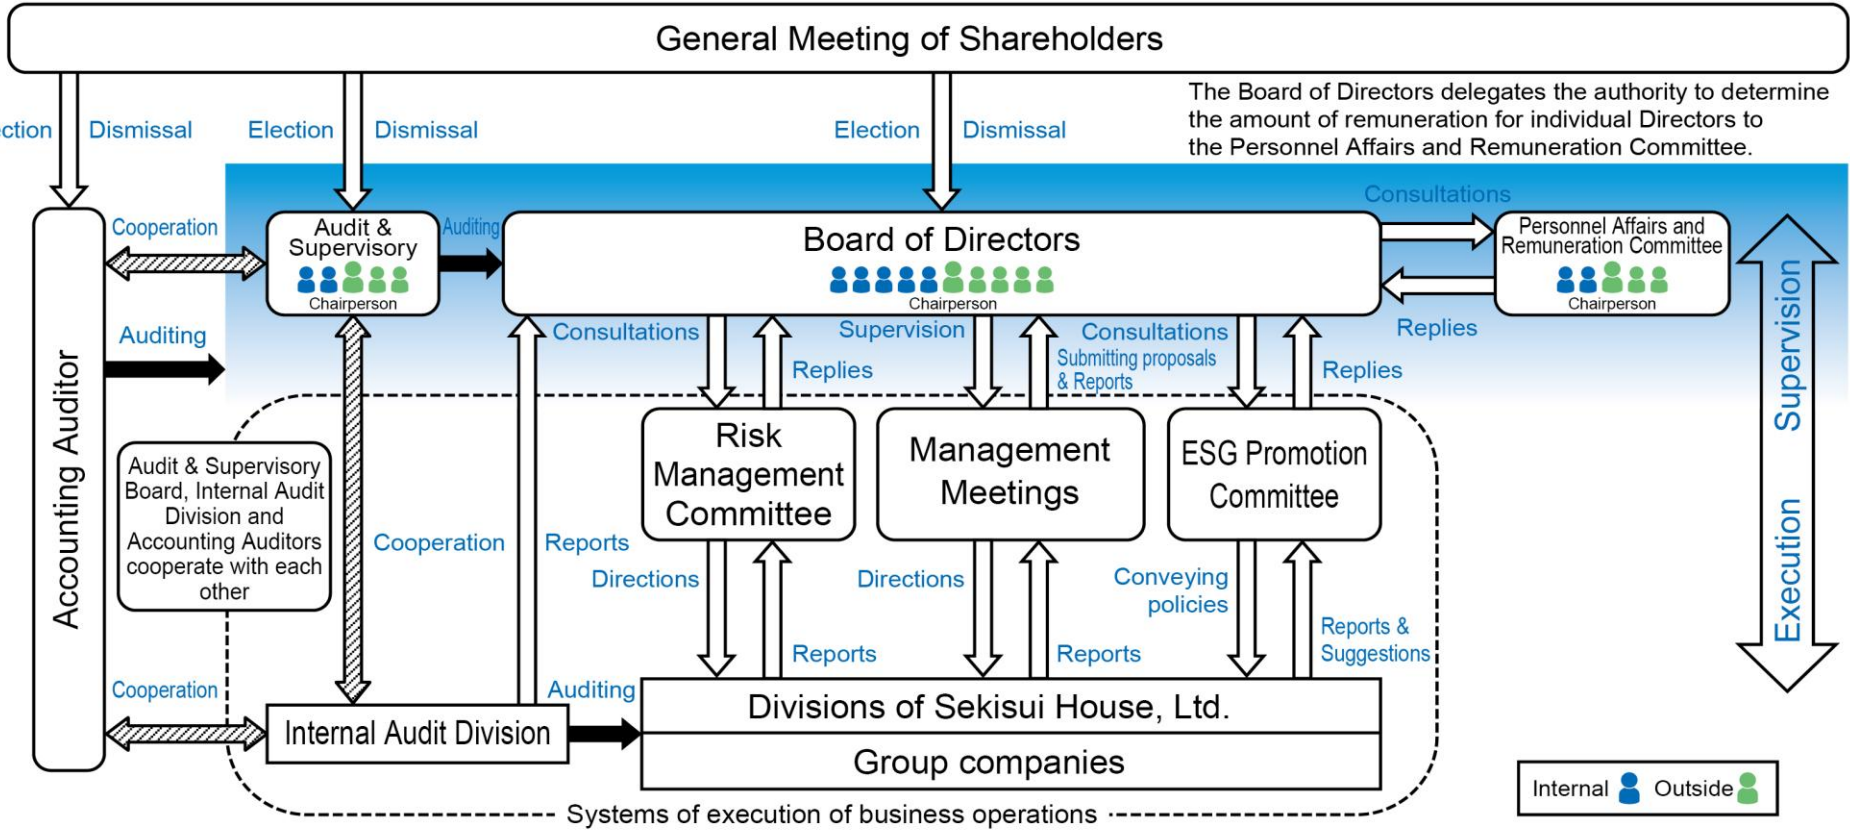 General Meeting of Shareholders
The Board of Directors delegates the authority to determine
the amount of remuneration for individual Directors to
the Personnel Affairs and Remuneration Committee.
ction
Dismissal
Election
Dismissal
Election
Dismissal
Consultations
Cooperation
Audit &
Supervisory
Chairperson
Auditing
Board of Directors
Chairperson
Personnel Affairs and
Remuneration Committee
Chairperson
Replies
Supervision
Execution
Auditing
Accounting Auditor
Consultations
Replies
Supervision
Submitting proposals
& Reports
Consultations
Replies
Audit & Supervisory
Board, Internal Audit
Division and
Accounting Auditors
cooperate with each
other
Risk
Management
Committee
Management
Meetings
ESG Promotion
Committee
Cooperation
Reports
Directions
Reports
Directions
Reports
Conveying
policies
Reports &
Suggestions
Cooperation
Internal Audit Division
Auditing
Divisions of Sekisui House, Ltd.
Group companies
Systems of execution of business operations
Internal
Outside